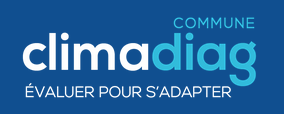 COMMUNE
climadiag
ÉVALUER POUR S'ADAPTER